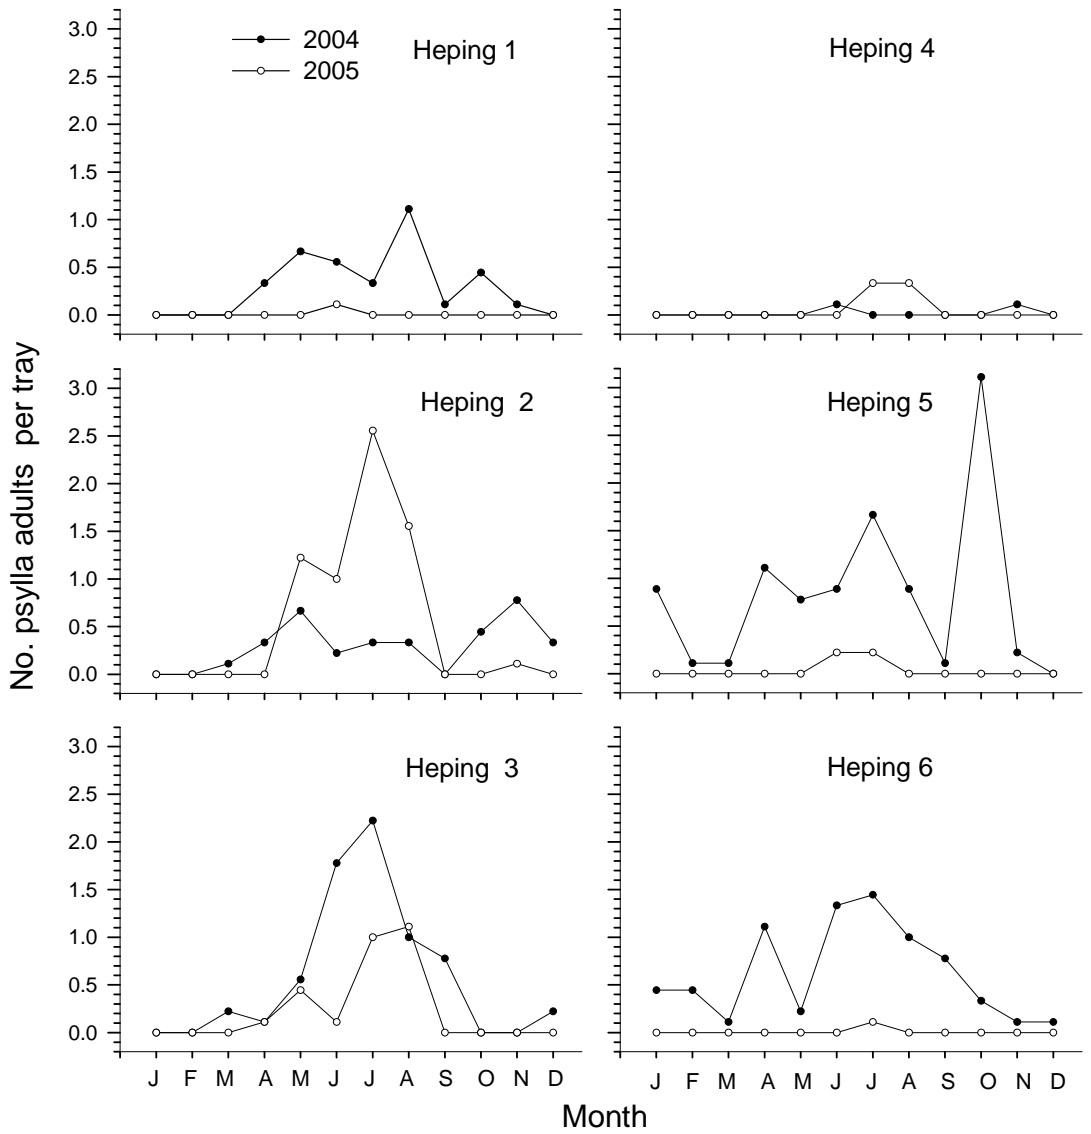 2004
2005
Heping 1
3.0
2.5
2.0
1.5
1.0
0.5
0.0
Heping 4
No. psylla adults per tray
Heping 2
3.0
2.5
2.0
1.5
1.0
0.5
0.0
Heping 5
Heping 3
3.0
2.5
2.0
1.5
1.0
0.5
0.0
J F M A M J J A S O N D
Heping 6
J F M A M J J A S O N D
Month